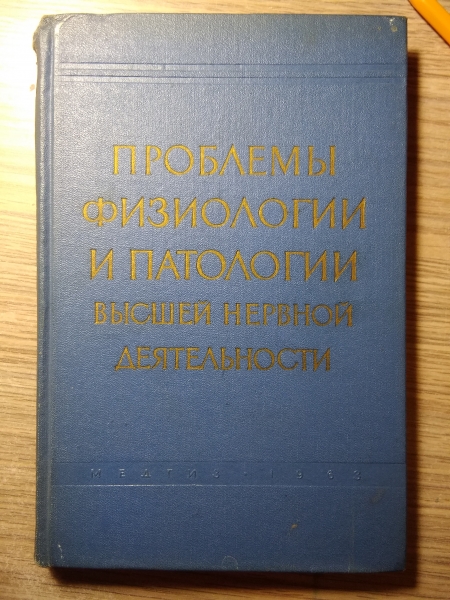 ПРОБЛЕМЫ
ФИЗИОЛОГИИ
И ПАТОЛОГИИ
ВЫСШЕЙ НЕРВНОЙ
ДЕЯТЕЛЬНОСТИ
МЕДГИЗ · 1963